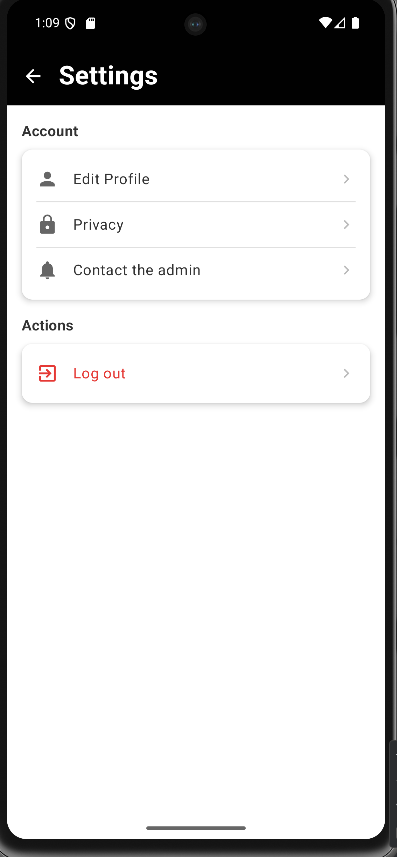 1:09
Settings
Account
Edit Profile
Privacy
Contact the admin
Actions
Log out